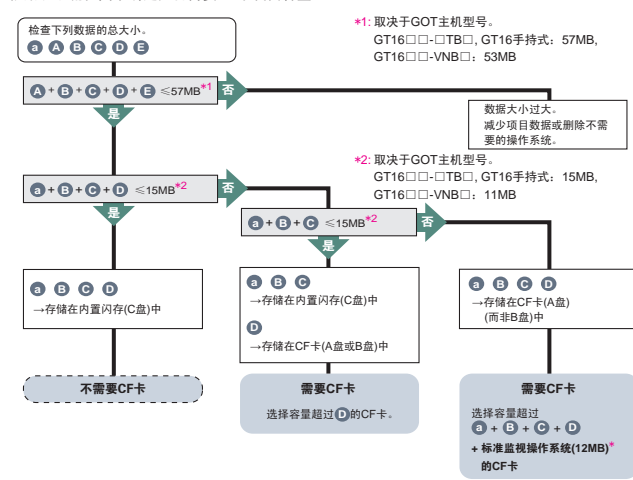 检查下列数据的总大小。
a A B C D E
*1: 取决于GOT主机型号。
GT16□□-□TB□, GT16手持式：57MB,
GT16□□-VNB□：53MB
A + B + C + D + E ≤57MB*1
否
是
数据大小过大。
减少项目数据或删除不需
要的操作系统。
*2: 取决于GOT主机型号。
GT16□□-□TB□, GT16手持式：15MB,
GT16□□-VNB□：11MB
a + B + C + D ≤15MB*2
否
是
a + B + C ≤15MB*2
否
是
a B C D
→存储在内置闪存(C盘)中
a B C
→存储在内置闪存(C盘)中
D
→存储在CF卡(A盘或B盘)中
a B C D
→存储在CF卡(A盘)
(而非B盘)中
不需要CF卡
需要CF卡
选择容量超过D的CF卡。
需要CF卡
选择容量超过
a + B + C + D
+ 标准监视操作系统(12MB)*
的CF卡